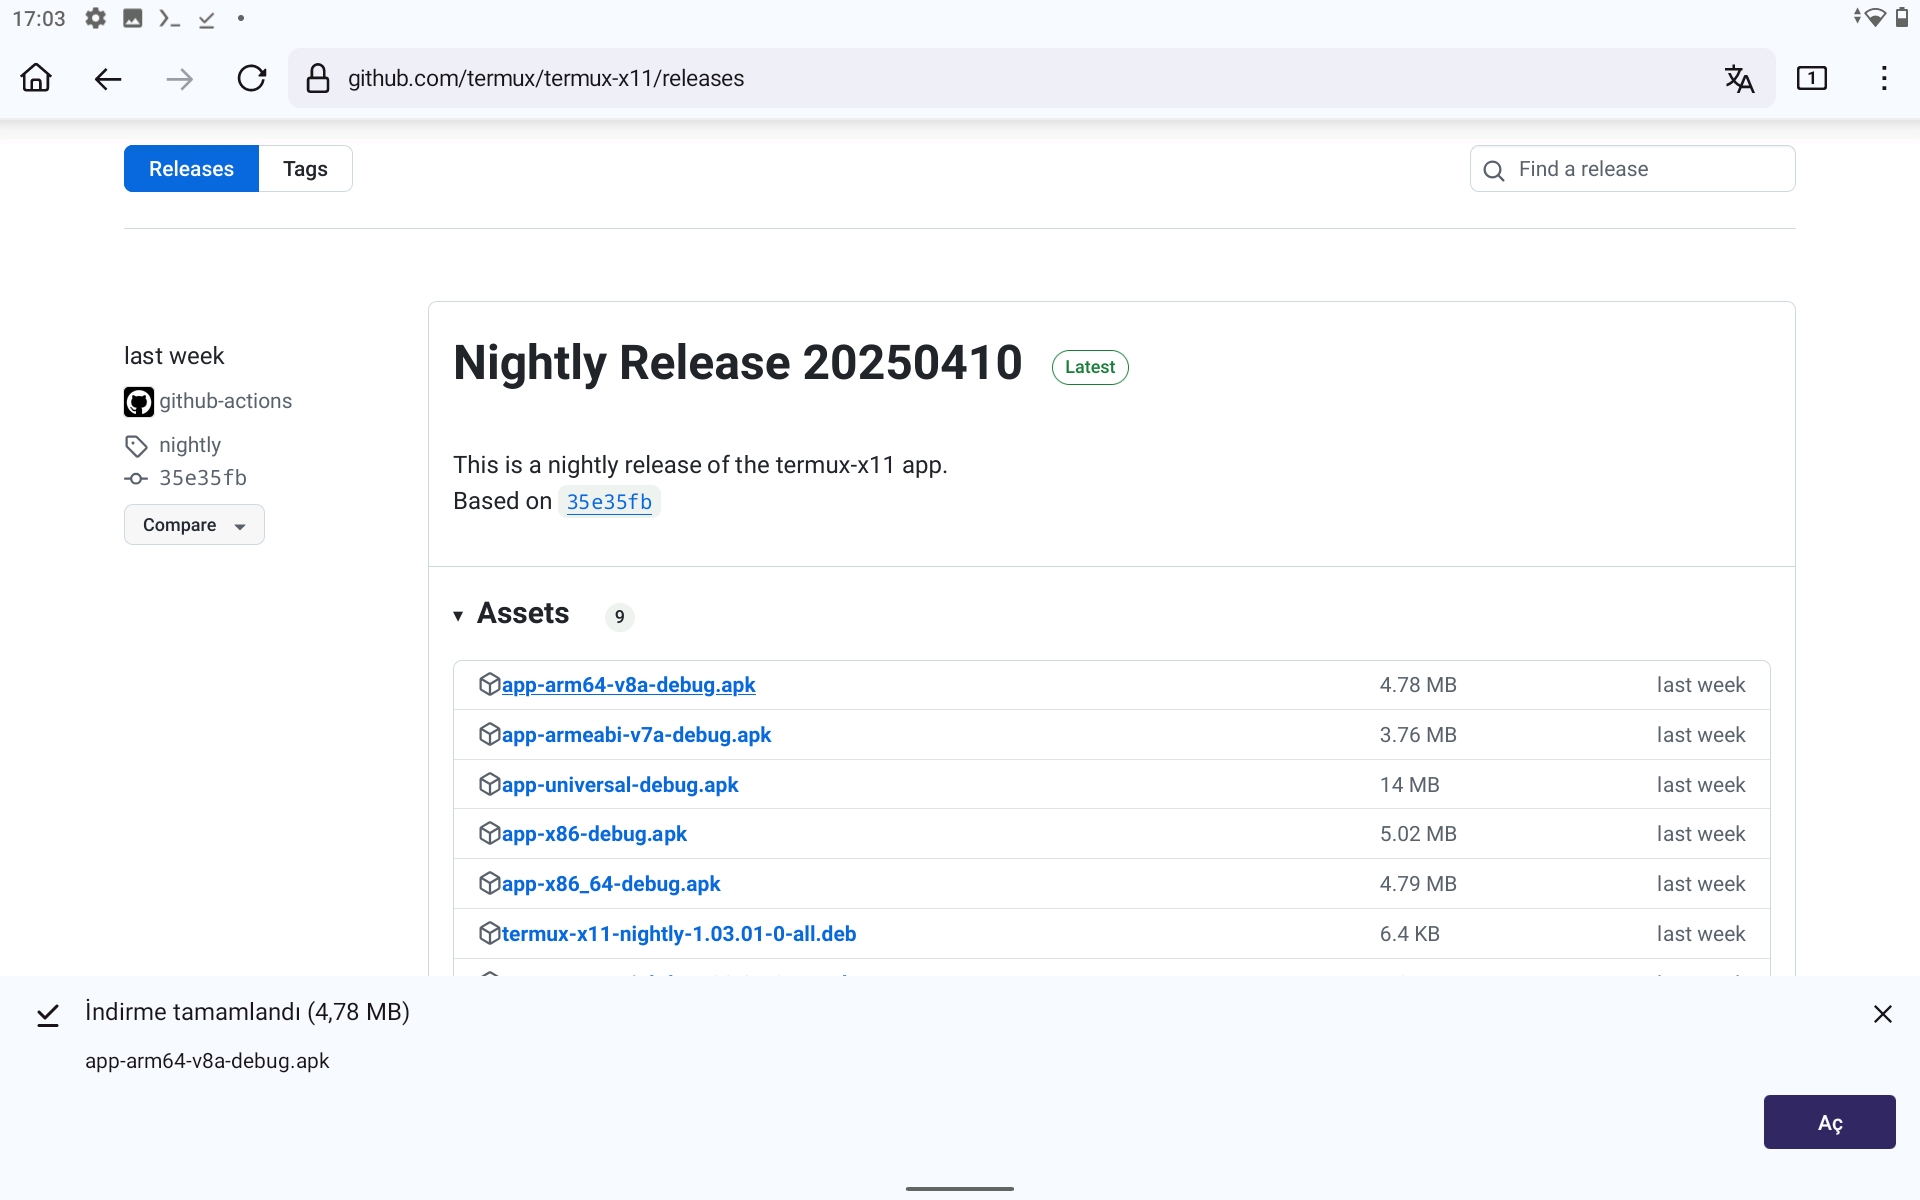 17:03
github.com/termux/termux-x11/releases
1
Releases
Tags
Find a release
last week
github-actions
nightly
35e35fb
Compare
Nightly Release 20250410
Latest
This is a nightly release of the termux-x11 app.
Based on 35e35fb
Assets 9
app-arm64-v8a-debug.apk 4.78 MB last week
app-armeabi-v7a-debug.apk 3.76 MB last week
app-universal-debug.apk 14 MB last week
app-x86-debug.apk 5.02 MB last week
app-x86_64-debug.apk 4.79 MB last week
termux-x11-nightly-1.03.01-0-all.deb 6.4 KB last week
İndirme tamamlandı (4,78 MB)
app-arm64-v8a-debug.apk
Aç